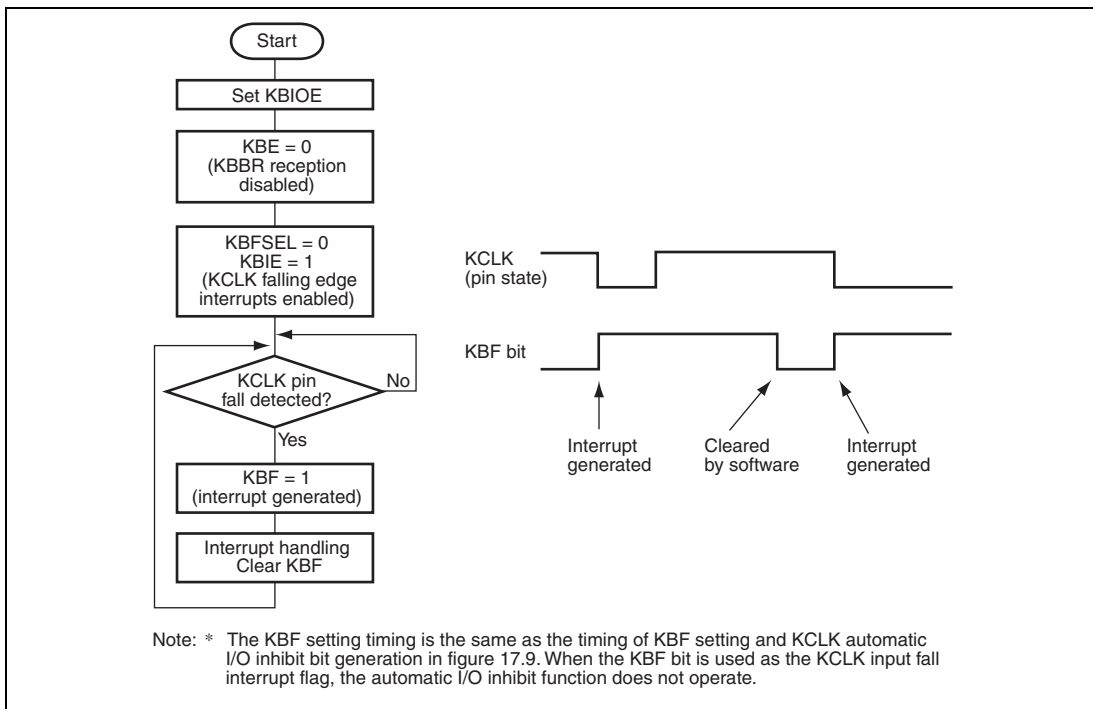 Start
Set KBIOE
KBE = 0
(KBBR reception
disabled)
KBFSEL = 0
KBIE = 1
(KCLK falling edge
interrupts enabled)
KCLK pin
fall detected?
No
Yes
KBF = 1
(interrupt generated)
Interrupt handling
Clear KBF
KCLK
(pin state)
KBF bit
Interrupt
generated
Cleared
by software
Interrupt
generated
Note: * The KBF setting timing is the same as the timing of KBF setting and KCLK automatic
I/O inhibit bit generation in figure 17.9. When the KBF bit is used as the KCLK input fall
interrupt flag, the automatic I/O inhibit function does not operate.